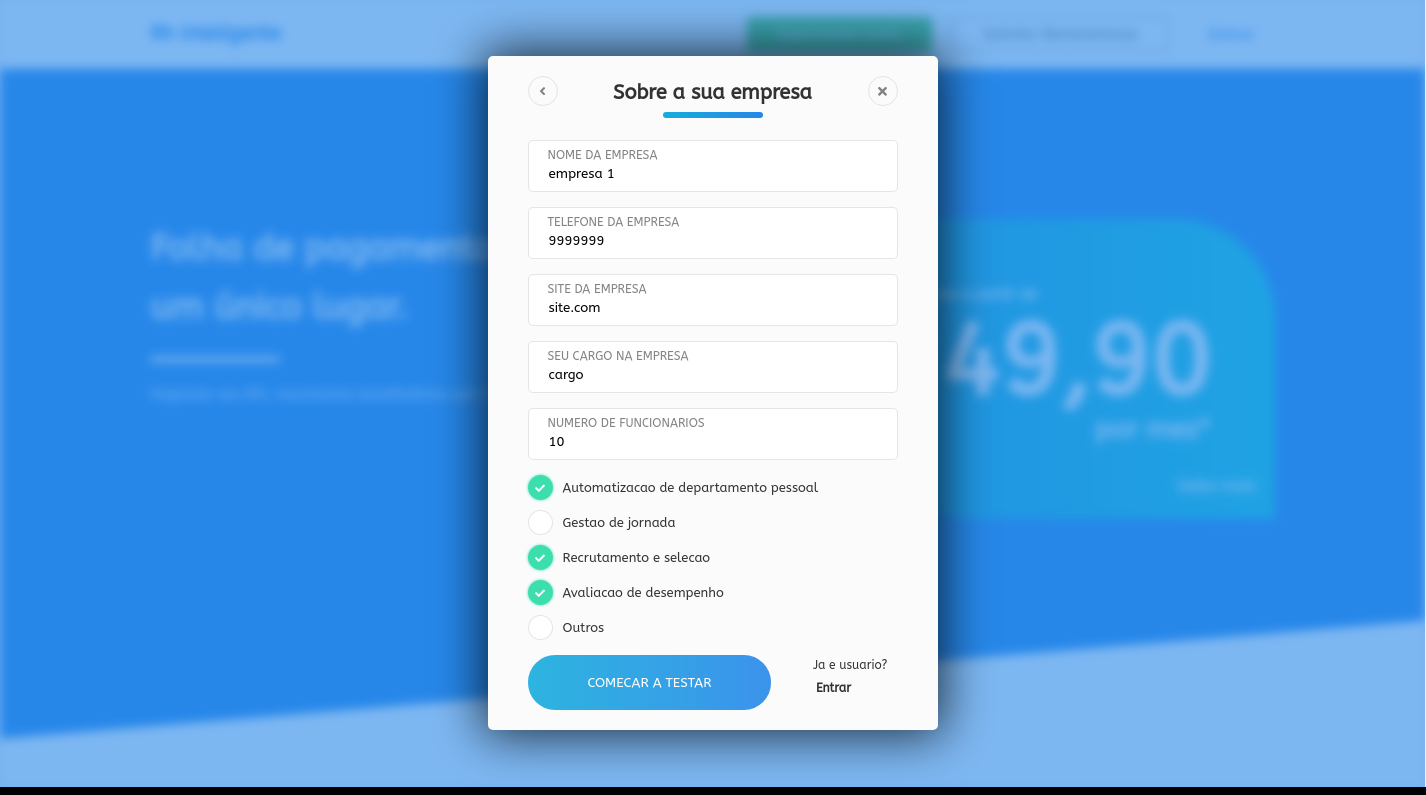 Sobre a sua empresa
NOME DA EMPRESA
empresa 1
TELEFONE DA EMPRESA
9999999
SITE DA EMPRESA
site.com
SEU CARGO NA EMPRESA
cargo
NUMERO DE FUNCIONARIOS
10
Automatizacao de departamento pessoal
Gestao de jornada
Recrutamento e selecao
Avaliacao de desempenho
Outros
COMECAR A TESTAR
Ja e usuario?
Entrar
Folha de pagamento
um único lugar.
49,90
por mes*